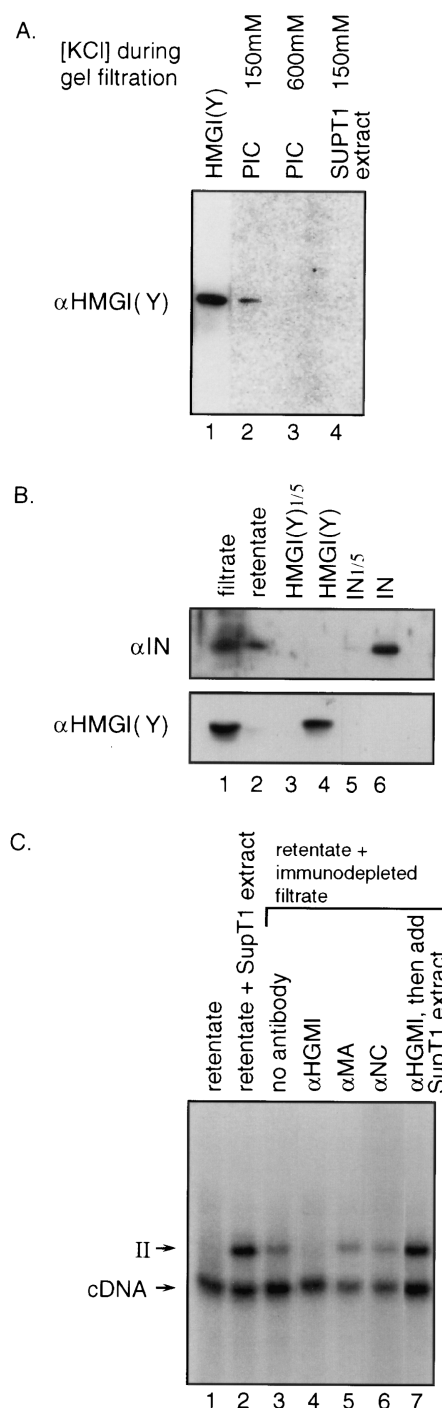 A.
[KCl] during
gel filtration
150mM
600mM
150mM
HMGI(Y)
PIC
PIC
SUPT1
extract
αHMGI(Y)
1 2 3 4
B.
filtrate
retentate
HMGI(Y)1/5
HMGI(Y)
IN1/5
IN
αIN
αHMGI(Y)
1 2 3 4 5 6
C.
retentate +
immunodepleted
filtrate
retentate
retentate + SupT1 extract
no antibody
αHGMI
αMA
αNC
αHGMI, then add
SupT1 extract
II
cDNA
1 2 3 4 5 6 7